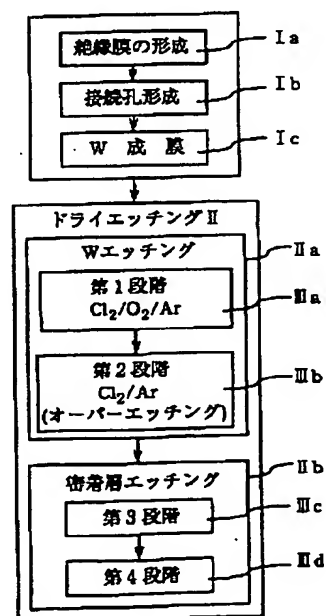 絶縁膜の形成
Ⅰa
接続孔形成
Ⅰb
W 成 膜
Ⅰc
ドライエッチングⅡ
Wエッチング
Ⅱa
第1段階
Cl₂/O₂/Ar
Ⅲa
第2段階
Cl₂/Ar
(オーバーエッチング)
Ⅲb
密着層エッチング
Ⅱb
第3段階
Ⅲc
第4段階
Ⅲd